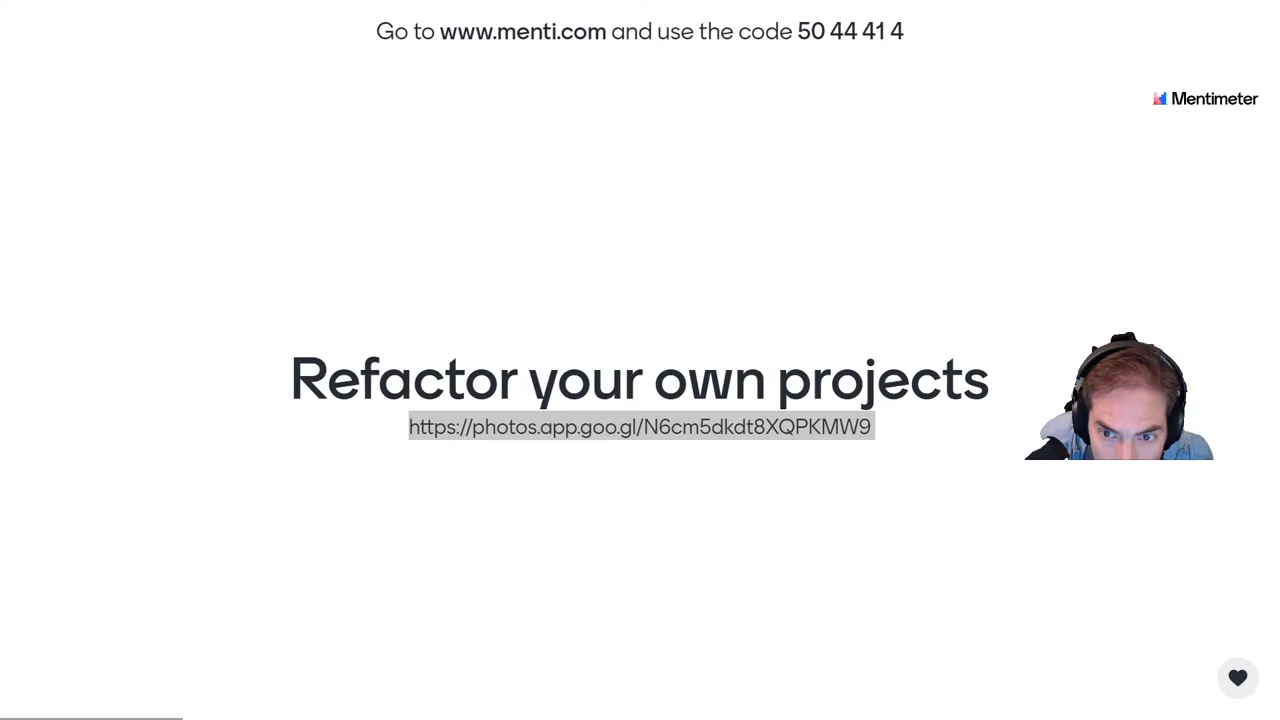 Go to www.menti.com and use the code 50 44 41 4
Mentimeter
Refactor your own projects
https://photos.app.goo.gl/N6cm5dkdt8XQPKMW9